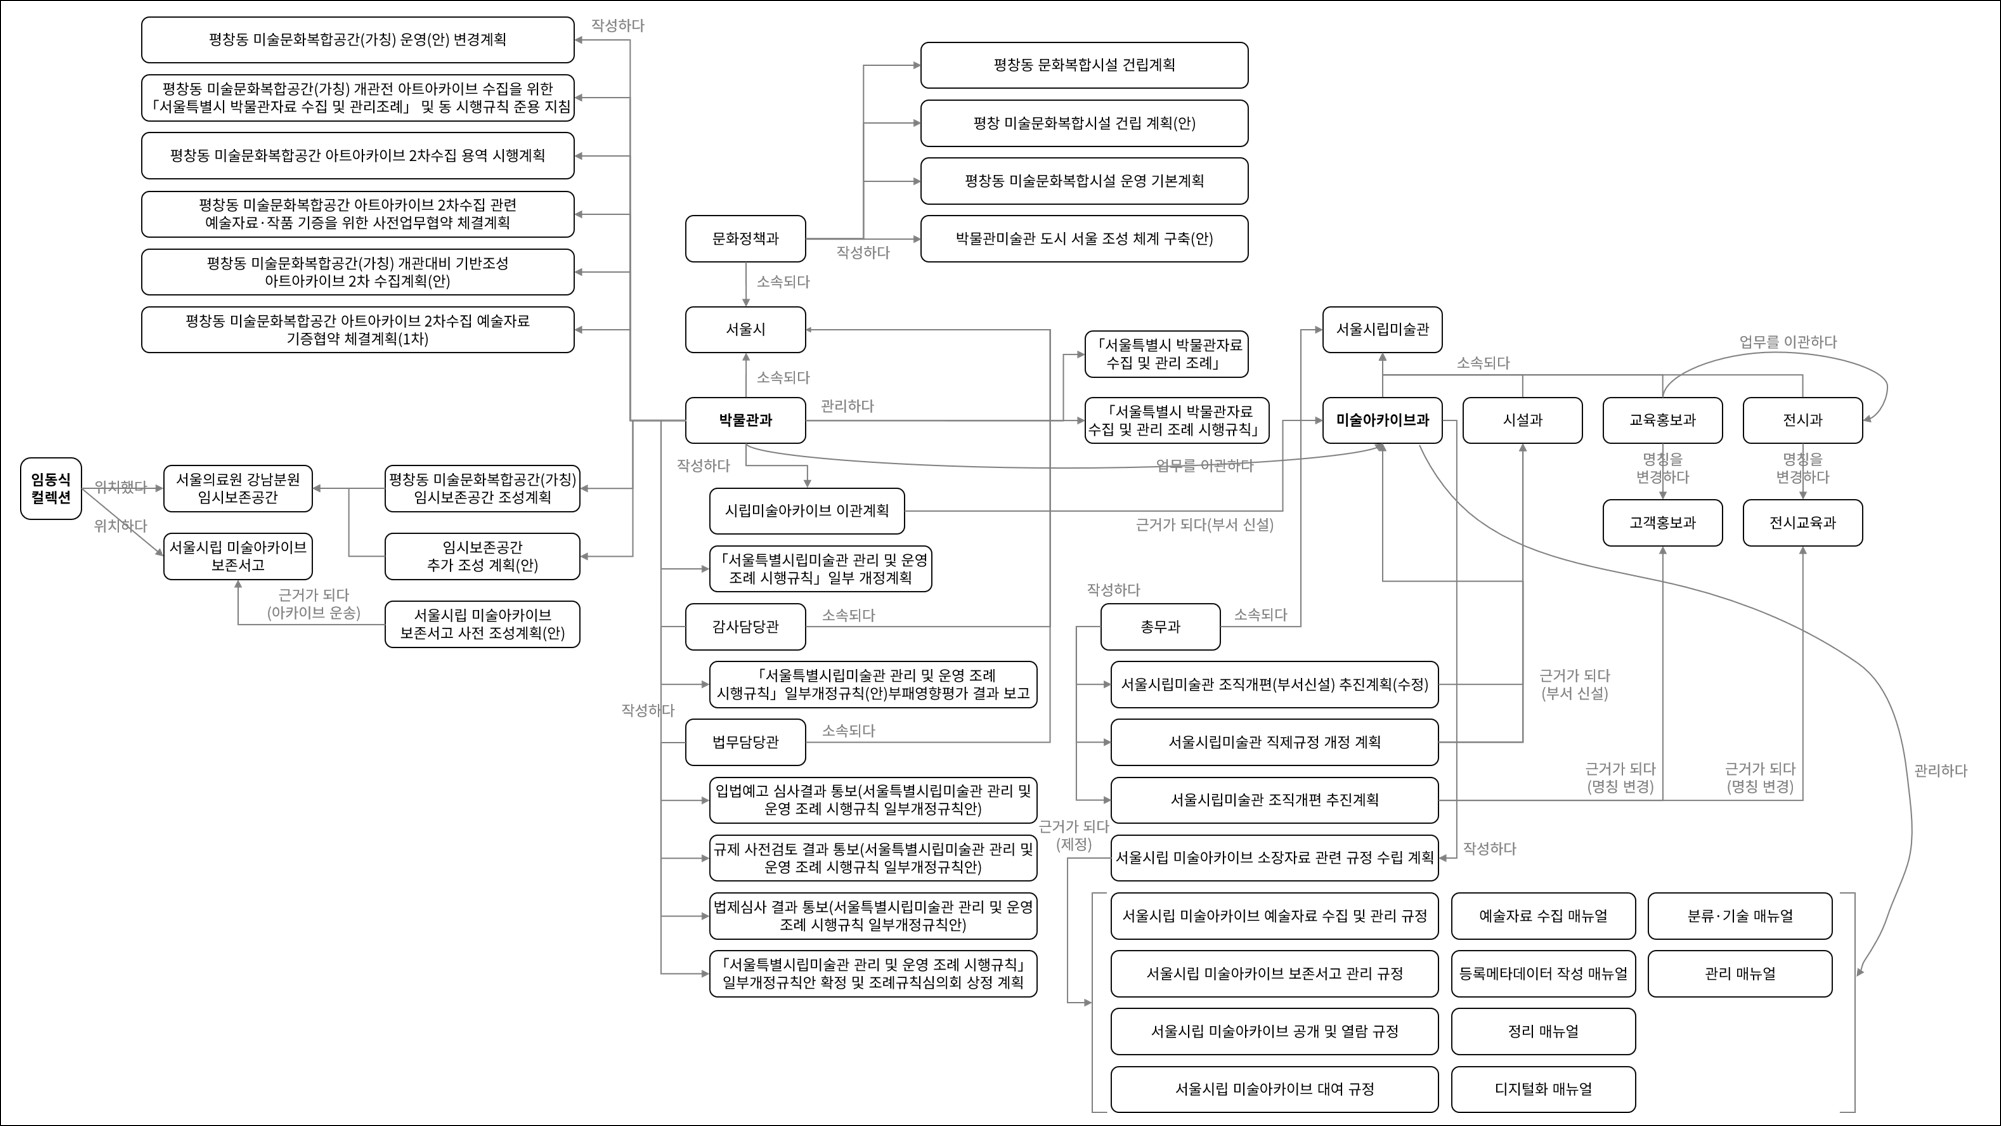 작성하다
평창동 미술문화복합공간(가칭) 운영(안) 변경계획
평창동 미술문화복합공간(가칭) 개관전 아트아카이브 수집을 위한
「서울특별시 박물관자료 수집 및 관리조례」 및 동 시행규칙 준용 지침
평창동 미술문화복합공간 아트아카이브 2차수집 용역 시행계획
평창동 미술문화복합공간 아트아카이브 2차수집 관련
예술자료·작품 기증을 위한 사전업무협약 체결계획
평창동 미술문화복합공간(가칭) 개관대비 기반조성
아트아카이브 2차 수집계획(안)
평창동 미술문화복합공간 아트아카이브 2차수집 예술자료
기증협약 체결계획(1차)
평창동 문화복합시설 건립계획
평창 미술문화복합시설 건립 계획(안)
평창동 미술문화복합시설 운영 기본계획
문화정책과
박물관미술관 도시 서울 조성 체계 구축(안)
작성하다
소속되다
서울시
소속되다
「서울특별시 박물관자료
수집 및 관리 조례」
박물관과
관리하다
「서울특별시 박물관자료
수집 및 관리 조례 시행규칙」
서울시립미술관
소속되다
업무를 이관하다
미술아카이브과
시설과
교육홍보과
전시과
명칭을
변경하다
명칭을
변경하다
고객홍보과
전시교육과
작성하다
업무를 이관하다
임동식
컬렉션
위치했다
위치하다
서울의료원 강남분원
임시보존공간
평창동 미술문화복합공간(가칭)
임시보존공간 조성계획
서울시립 미술아카이브
보존서고
임시보존공간
추가 조성 계획(안)
근거가 되다
(아카이브 운송)
서울시립 미술아카이브
보존서고 사전 조성계획(안)
시립미술아카이브 이관계획
근거가 되다(부서 신설)
「서울특별시립미술관 관리 및 운영
조례 시행규칙」일부 개정계획
감사담당관
소속되다
「서울특별시립미술관 관리 및 운영 조례
시행규칙」일부개정규칙(안)부패영향평가 결과 보고
작성하다
법무담당관
소속되다
입법예고 심사결과 통보(서울특별시립미술관 관리 및
운영 조례 시행규칙 일부개정규칙안)
규제 사전검토 결과 통보(서울특별시립미술관 관리 및
운영 조례 시행규칙 일부개정규칙안)
법제심사 결과 통보(서울특별시립미술관 관리 및 운영
조례 시행규칙 일부개정규칙안)
「서울특별시립미술관 관리 및 운영 조례 시행규칙」
일부개정규칙안 확정 및 조례규칙심의회 상정 계획
작성하다
총무과
소속되다
서울시립미술관 조직개편(부서신설) 추진계획(수정)
근거가 되다
(부서 신설)
서울시립미술관 직제규정 개정 계획
서울시립미술관 조직개편 추진계획
근거가 되다
(명칭 변경)
근거가 되다
(명칭 변경)
관리하다
근거가 되다
(제정)
서울시립 미술아카이브 소장자료 관련 규정 수립 계획
작성하다
서울시립 미술아카이브 예술자료 수집 및 관리 규정
예술자료 수집 매뉴얼
분류·기술 매뉴얼
서울시립 미술아카이브 보존서고 관리 규정
등록메타데이터 작성 매뉴얼
관리 매뉴얼
서울시립 미술아카이브 공개 및 열람 규정
정리 매뉴얼
서울시립 미술아카이브 대여 규정
디지털화 매뉴얼